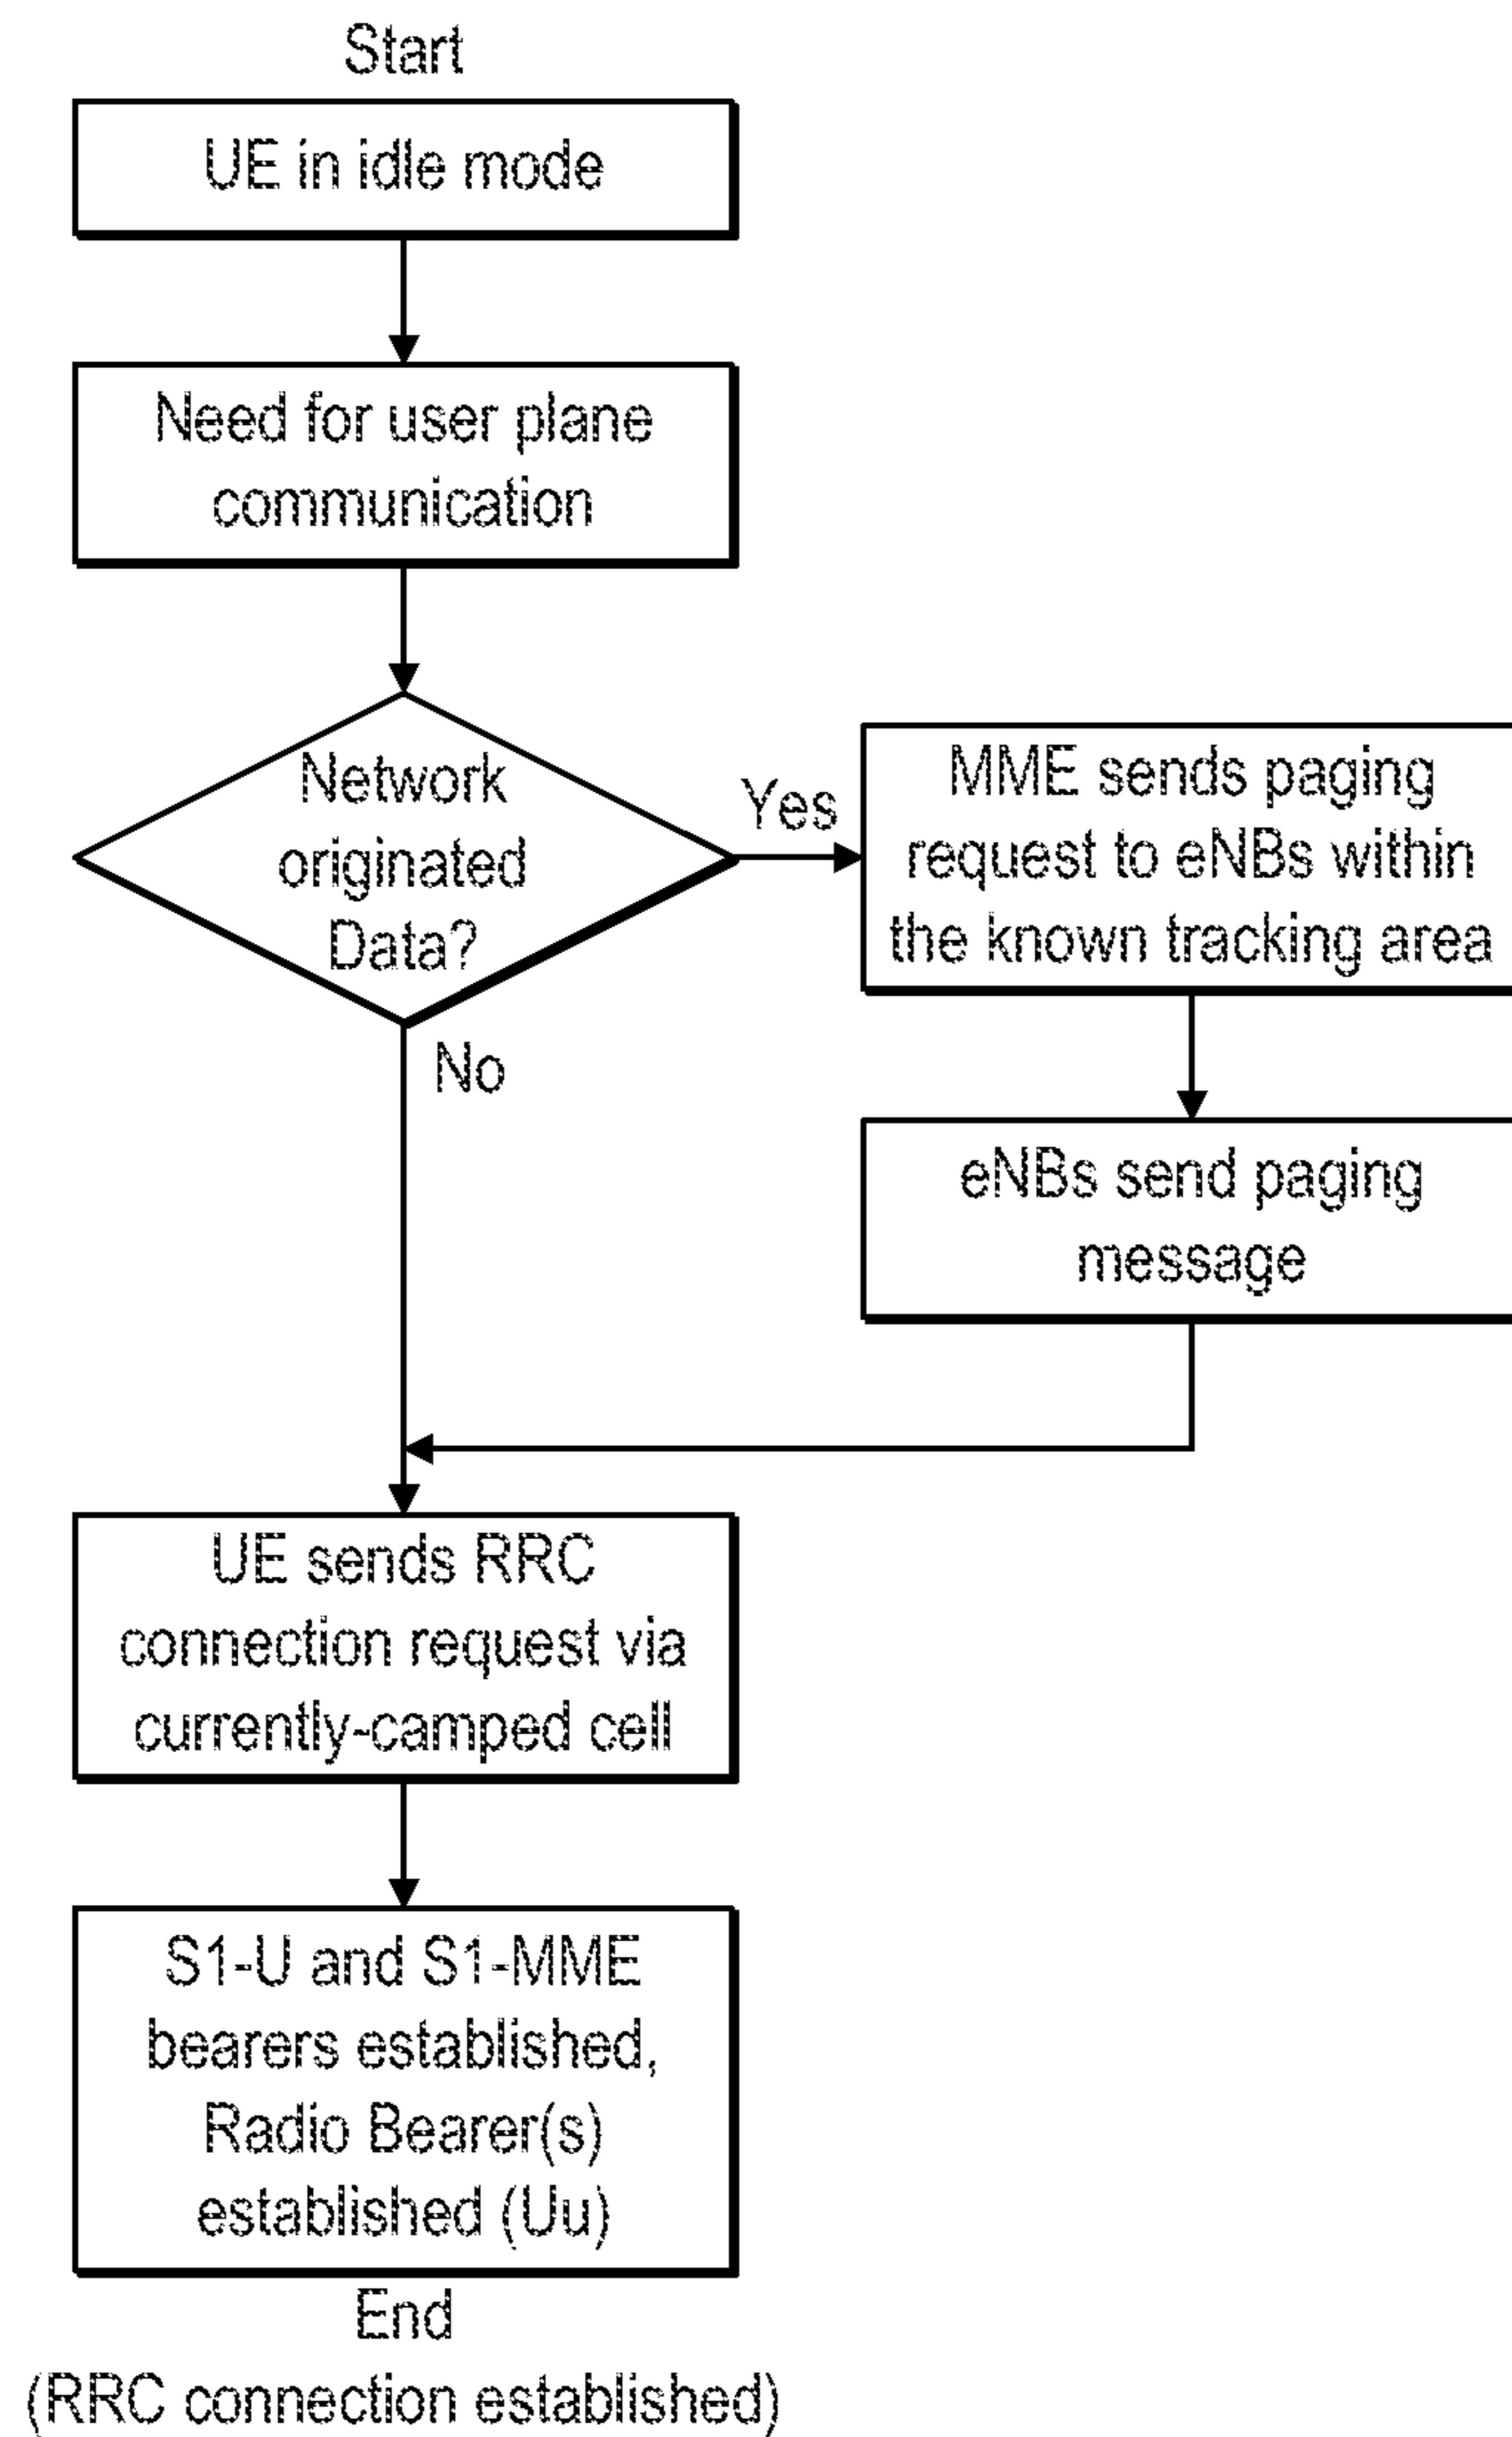 Start
UE in idle mode
Need for user plane
communication
Network
originated
Data?
Yes
MME sends paging
request to eNBs within
the known tracking area
No
eNBs send paging
message
UE sends RRC
connection request via
currently-camped cell
S1-U and S1-MME
bearers established,
Radio Bearer(s)
established (Uu)
End
(RRC connection established)